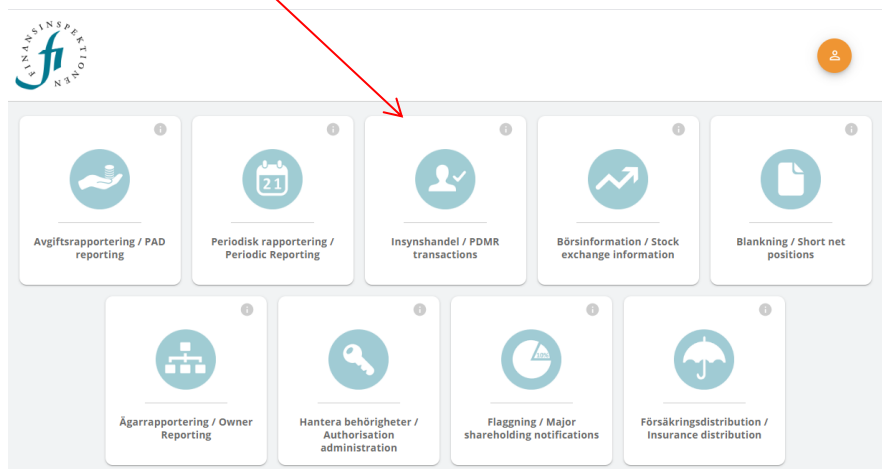 FINANSINSPEKTIONEN
fi
21
Avgiftsrapportering / PAD
reporting
Periodisk rapportering /
Periodic Reporting
Insynshandel / PDMR
transactions
Börsinformation / Stock
exchange information
Blankning / Short net
positions
10%
Ägarrapportering / Owner
Reporting
Hantera behörigheter /
Authorisation
administration
Flaggning / Major
shareholding notifications
Försäkringsdistribution /
Insurance distribution